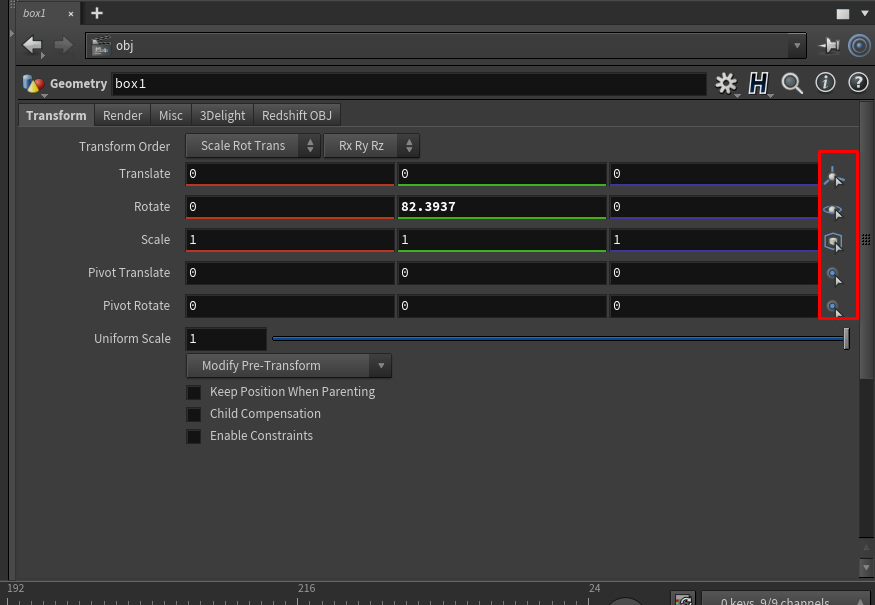 box1 × +
obj
Geometry box1
Transform Render Misc 3Delight Redshift OBJ
Transform Order Scale Rot Trans Rx Ry Rz
Translate 0 0 0
Rotate 0 82.3937 0
Scale 1 1 1
Pivot Translate 0 0 0
Pivot Rotate 0 0 0
Uniform Scale 1
Modify Pre-Transform
Keep Position When Parenting
Child Compensation
Enable Constraints
192 216 24
0 keys, 9/9 channels